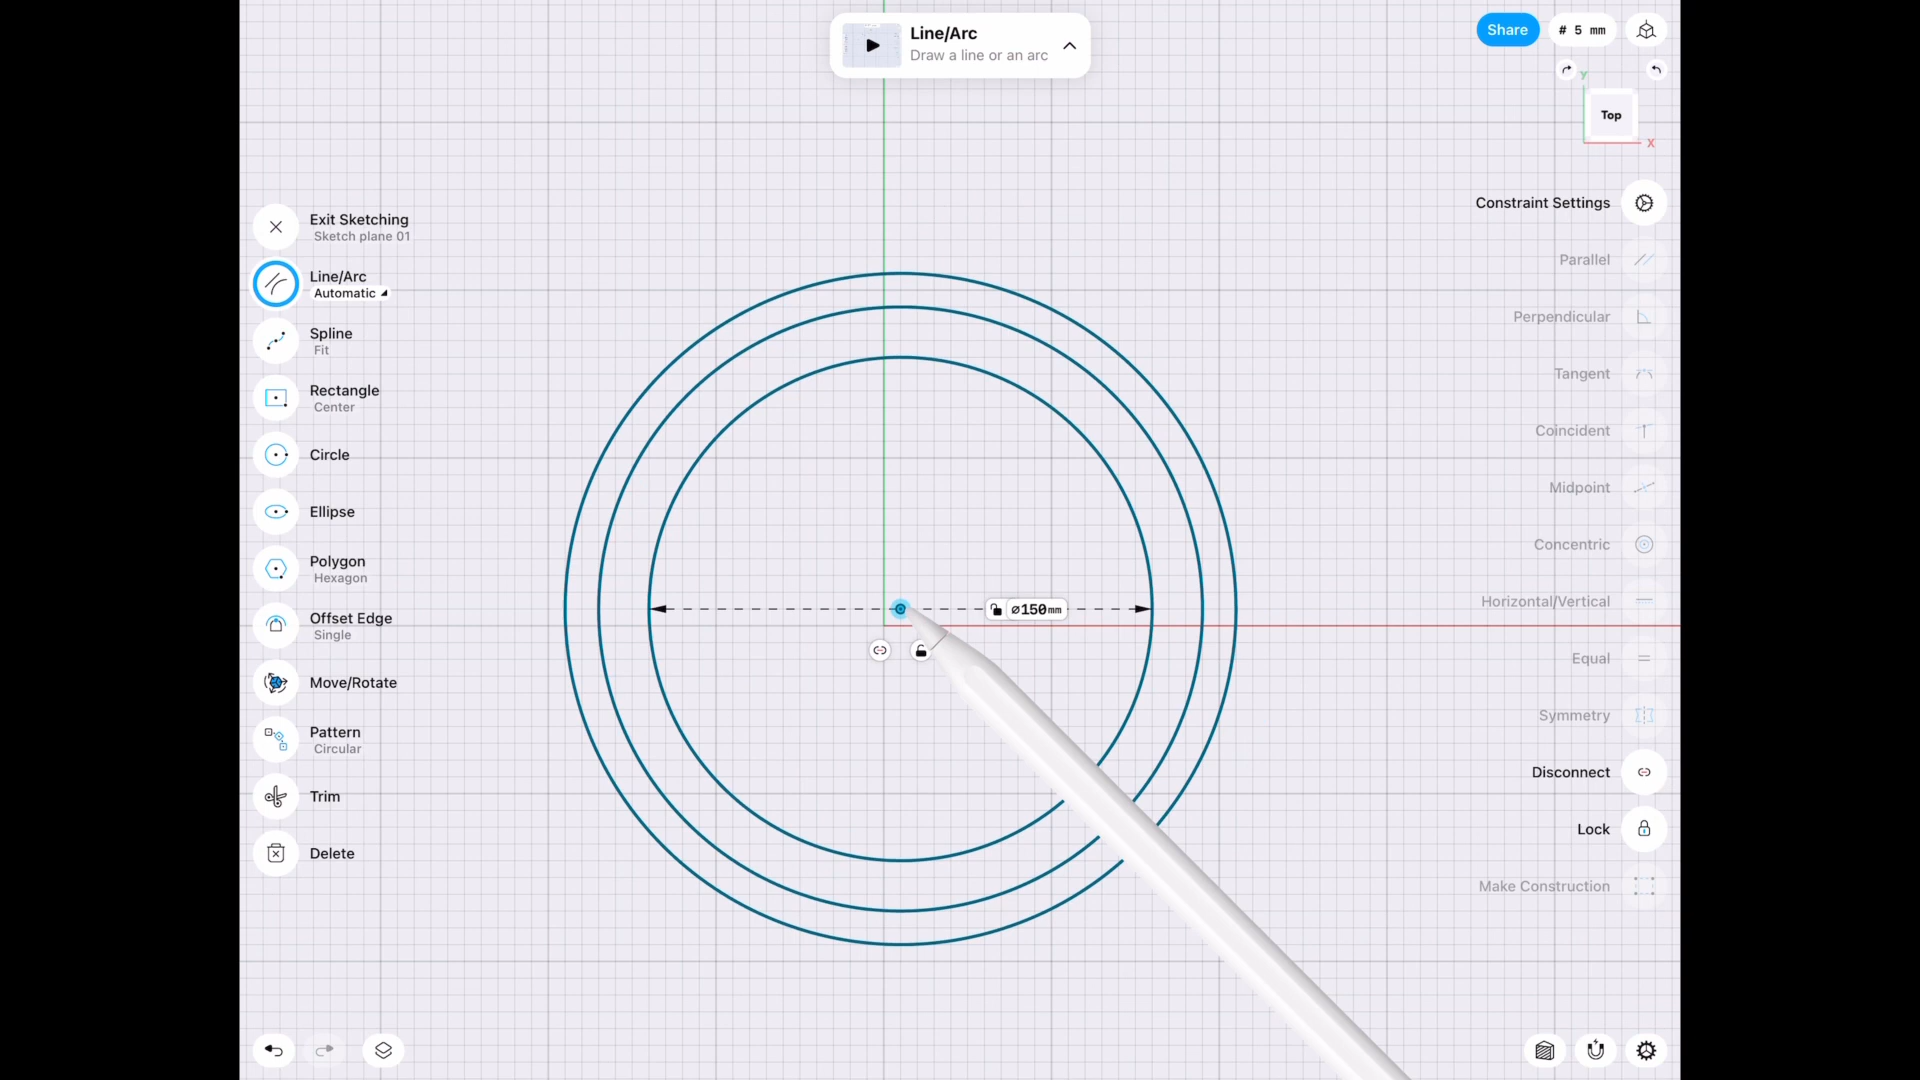 Line/Arc
Draw a line or an arc
Share
# 5 mm
Y
Top
X
Exit Sketching
Sketch plane 01
Line/Arc
Automatic
Spline
Fit
Rectangle
Center
Circle
Ellipse
Polygon
Hexagon
Offset Edge
Single
Move/Rotate
Pattern
Circular
Trim
Delete
⌀150mm
Constraint Settings
Parallel
Perpendicular
Tangent
Coincident
Midpoint
Concentric
Horizontal/Vertical
Equal
Symmetry
Disconnect
Lock
Make Construction